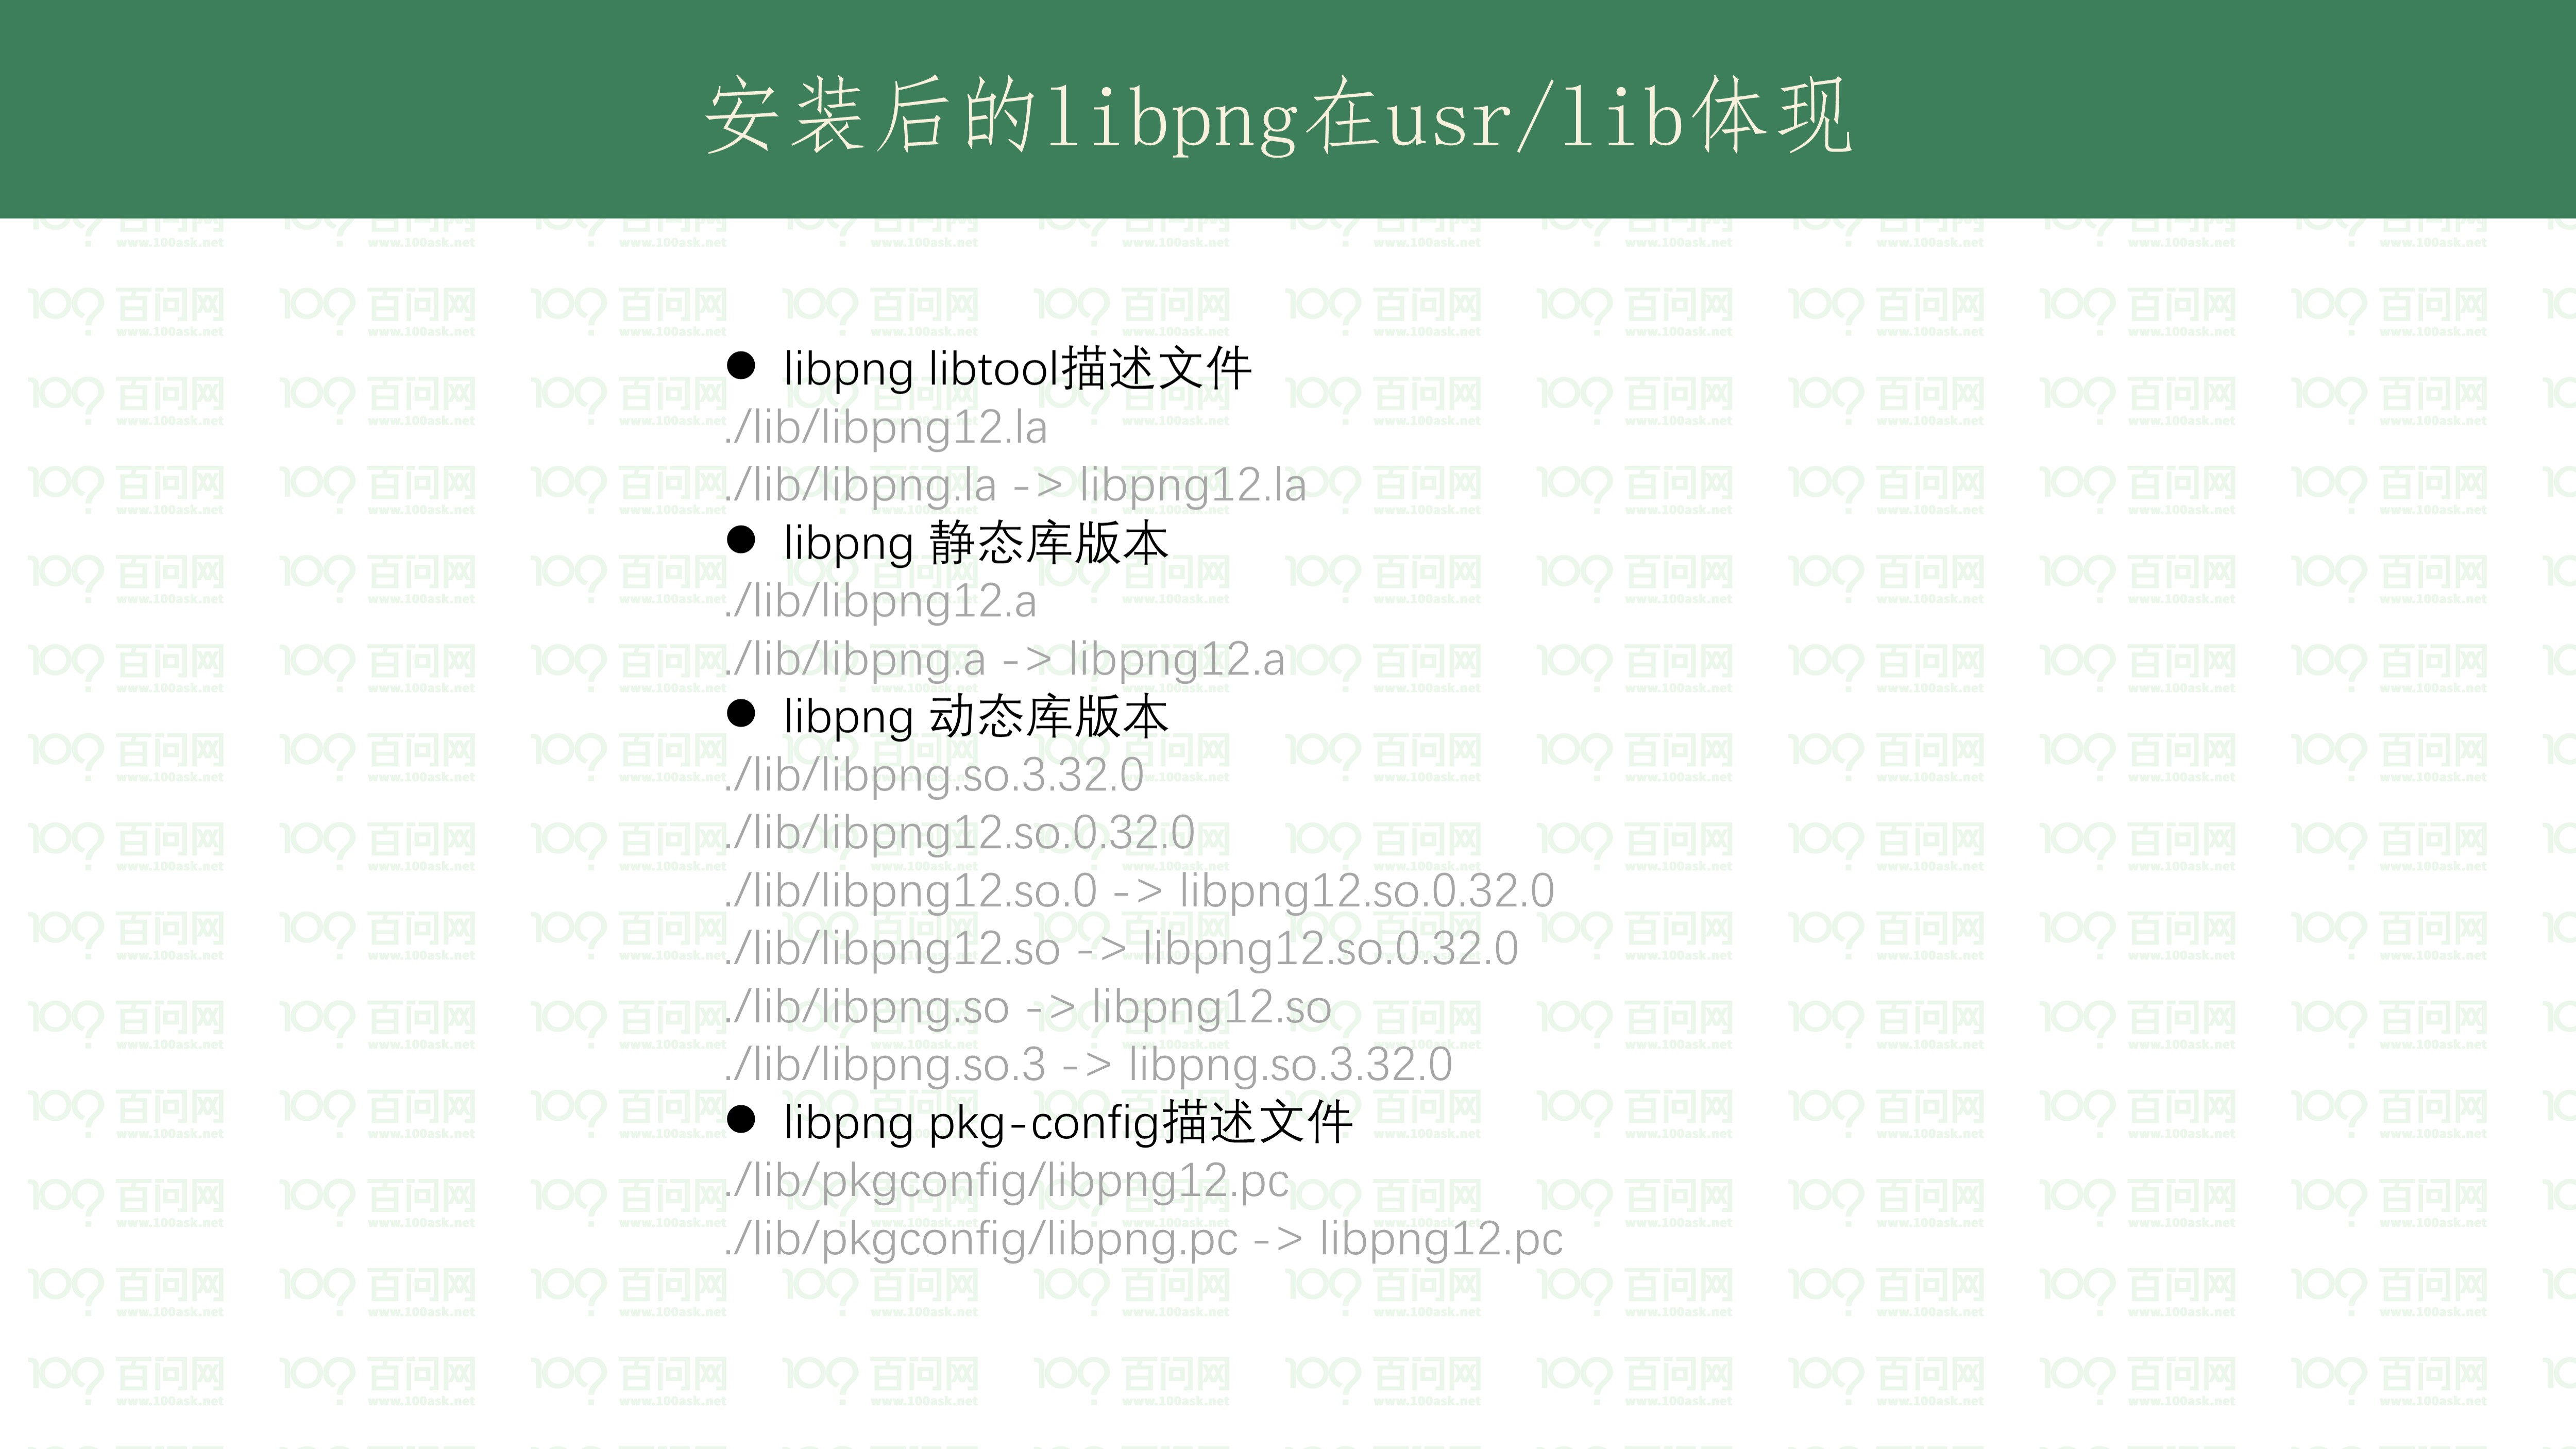 安装后的libpng在usr/lib体现
● libpng libtool描述文件
./lib/libpng12.la
./lib/libpng.la -> libpng12.la
● libpng 静态库版本
./lib/libpng12.a
./lib/libpng.a -> libpng12.a
● libpng 动态库版本
./lib/libpng.so.3.32.0
./lib/libpng12.so.0.32.0
./lib/libpng12.so.0 -> libpng12.so.0.32.0
./lib/libpng12.so -> libpng12.so.0.32.0
./lib/libpng.so -> libpng12.so
./lib/libpng.so.3 -> libpng.so.3.32.0
● libpng pkg-config描述文件
./lib/pkgconfig/libpng12.pc
./lib/pkgconfig/libpng.pc -> libpng12.pc
百问网
www.100ask.net